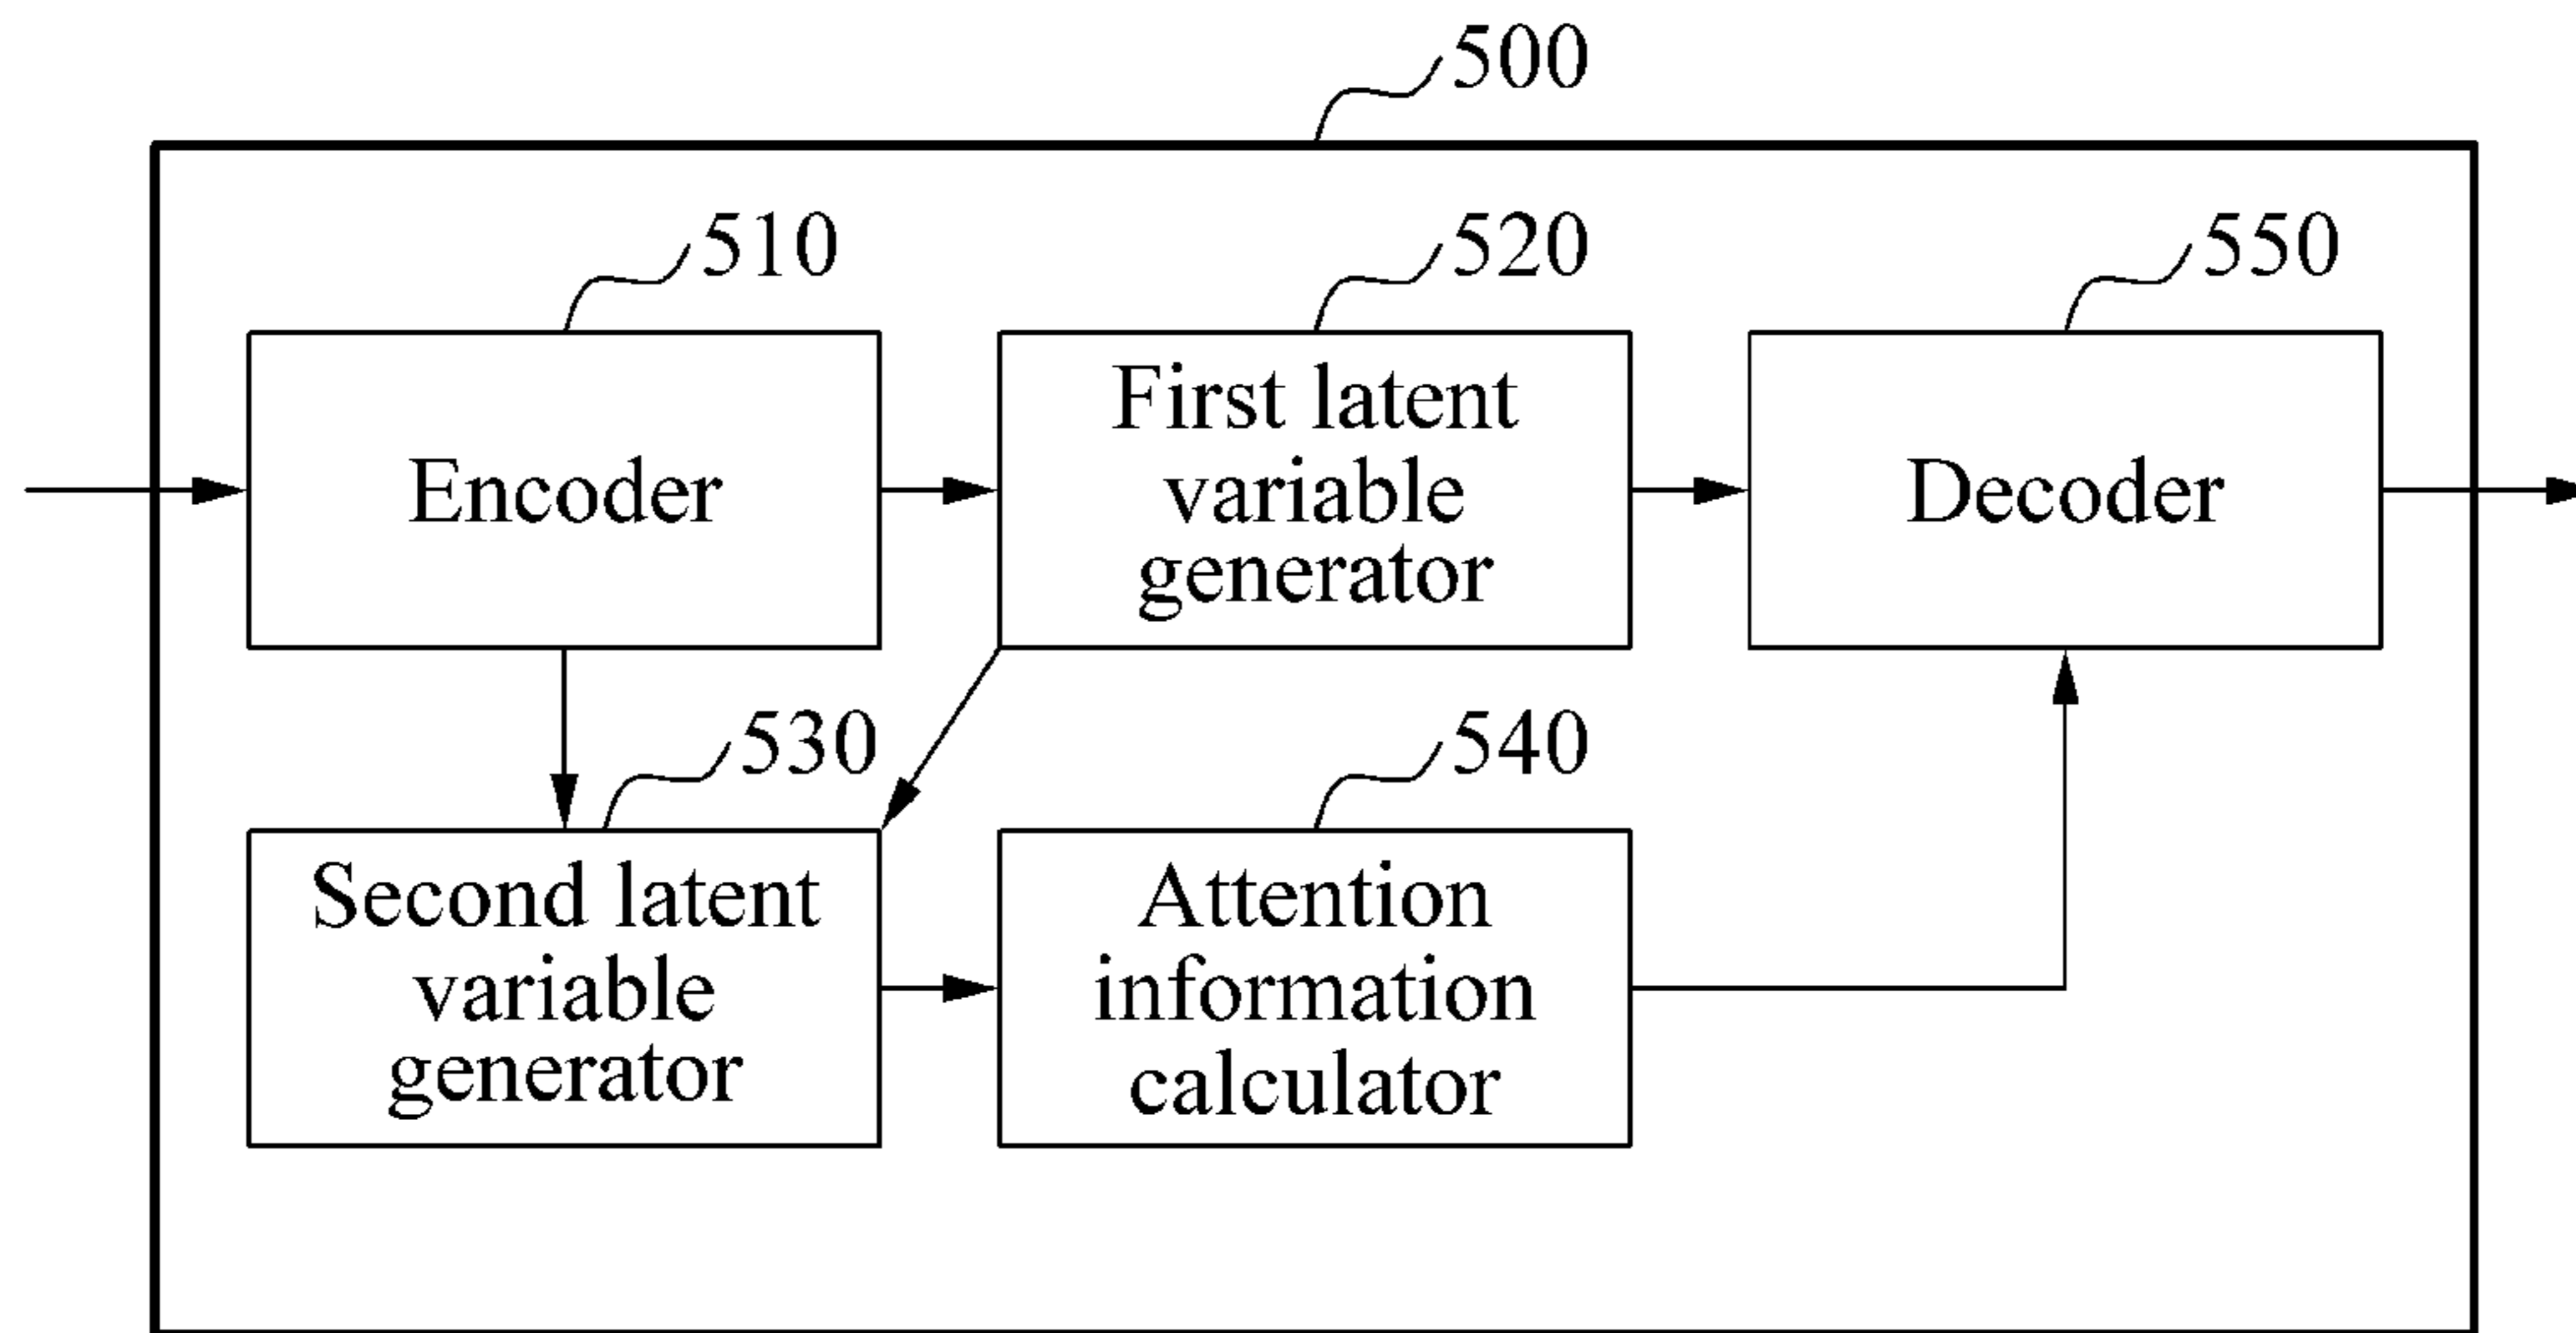 500
510
520
550
Encoder
First latent
variable
generator
Decoder
530
540
Second latent
variable
generator
Attention
information
calculator